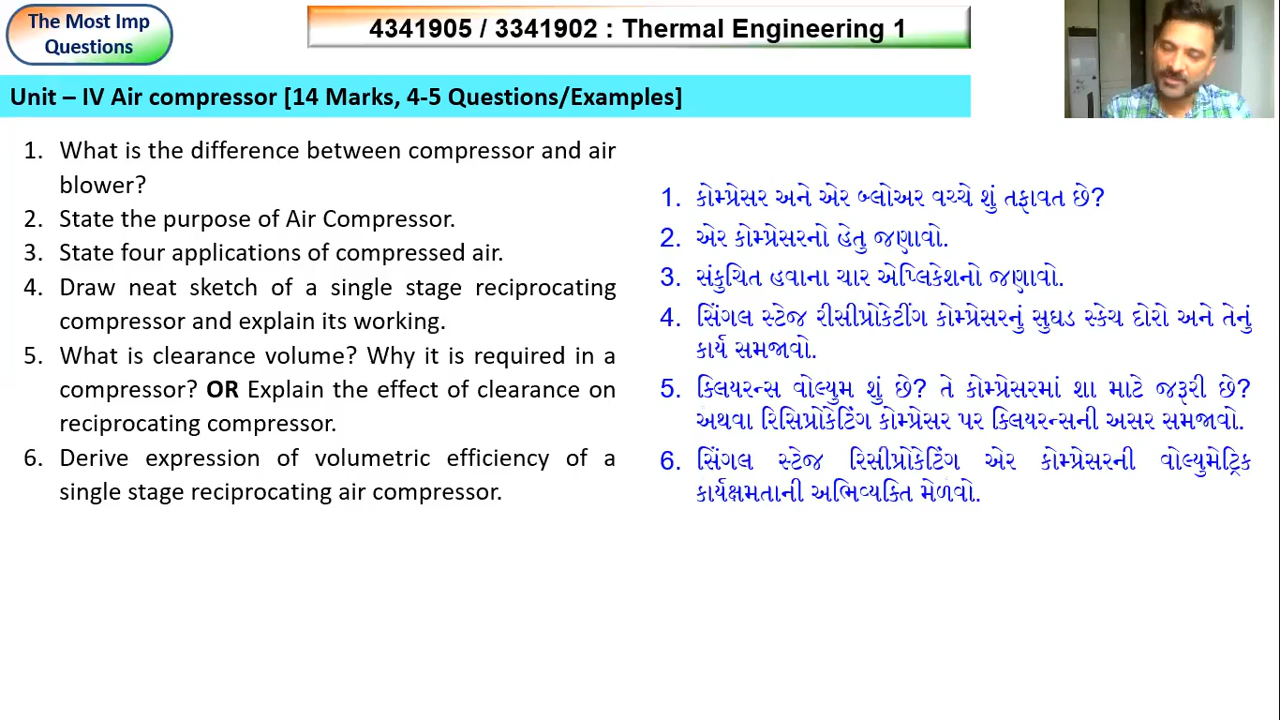 The Most Imp
Questions
4341905 / 3341902 : Thermal Engineering 1
Unit – IV Air compressor [14 Marks, 4-5 Questions/Examples]
1. What is the difference between compressor and air
blower?
2. State the purpose of Air Compressor.
3. State four applications of compressed air.
4. Draw neat sketch of a single stage reciprocating
compressor and explain its working.
5. What is clearance volume? Why it is required in a
compressor? OR Explain the effect of clearance on
reciprocating compressor.
6. Derive expression of volumetric efficiency of a
single stage reciprocating air compressor.
1. કોમ્પ્રેસર અને એર બ્લોઅર વચ્ચે શું તફાવત છે?
2. એર કોમ્પ્રેસરનો હેતુ જણાવો.
3. સંકુચિત હવાના ચાર એપ્લિકેશનો જણાવો.
4. સિંગલ સ્ટેજ રીસીપ્રોકેટીંગ કોમ્પ્રેસરનું સુઘડ સ્કેચ દોરો અને તેનું
કાર્ય સમજાવો.
5. ક્લિયરન્સ વોલ્યુમ શું છે? તે કોમ્પ્રેસરમાં શા માટે જરૂરી છે?
અથવા રિસિપ્રોકેટિંગ કોમ્પ્રેસર પર ક્લિયરન્સની અસર સમજાવો.
6. સિંગલ સ્ટેજ રિસીપ્રોકેટિંગ એર કોમ્પ્રેસરની વોલ્યુમેટ્રિક
કાર્યક્ષમતાની અભિવ્યક્તિ મેળવો.